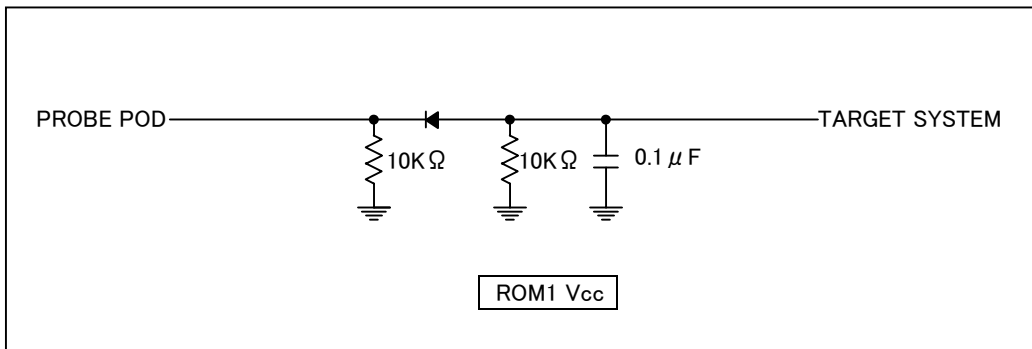 PROBE POD
TARGET SYSTEM
10KΩ
10KΩ
0.1μF
ROM1 Vcc